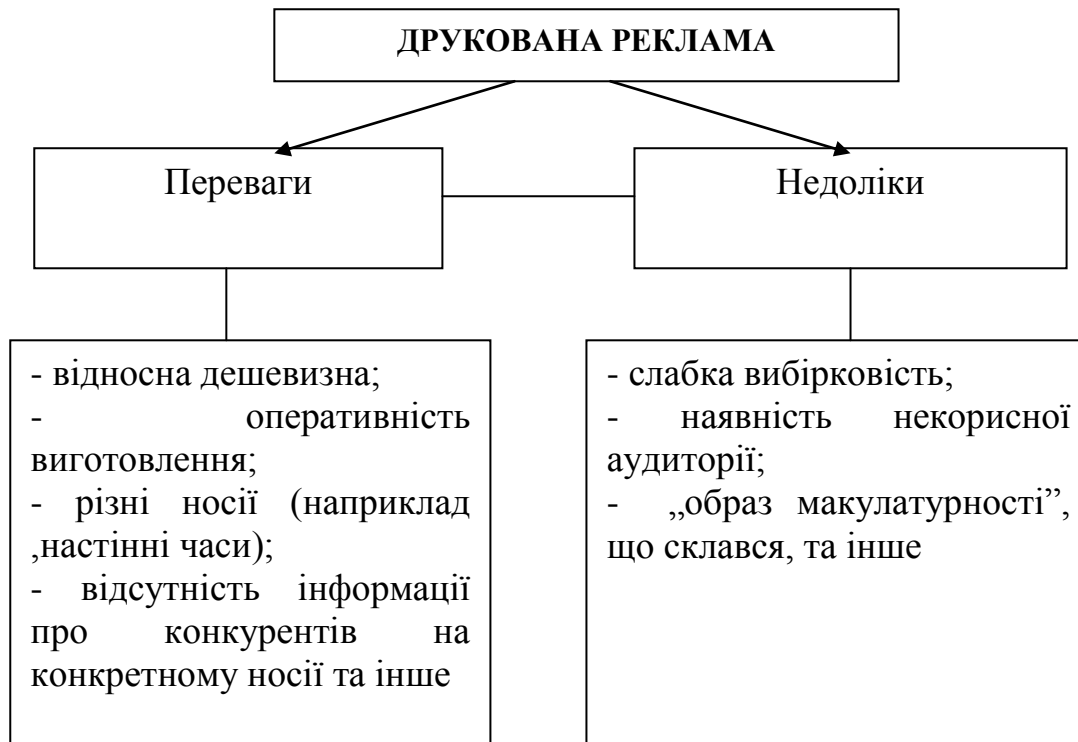 ДРУКОВАНА РЕКЛАМА
Переваги
Недоліки
- відносна дешевизна;
- оперативність
виготовлення;
- різні носії (наприклад
,настінні часи);
- відсутність інформації
про конкурентів на
конкретному носії та інше
- слабка вибірковість;
- наявність некорисної
аудиторії;
- „образ макулатурності”,
що склався, та інше